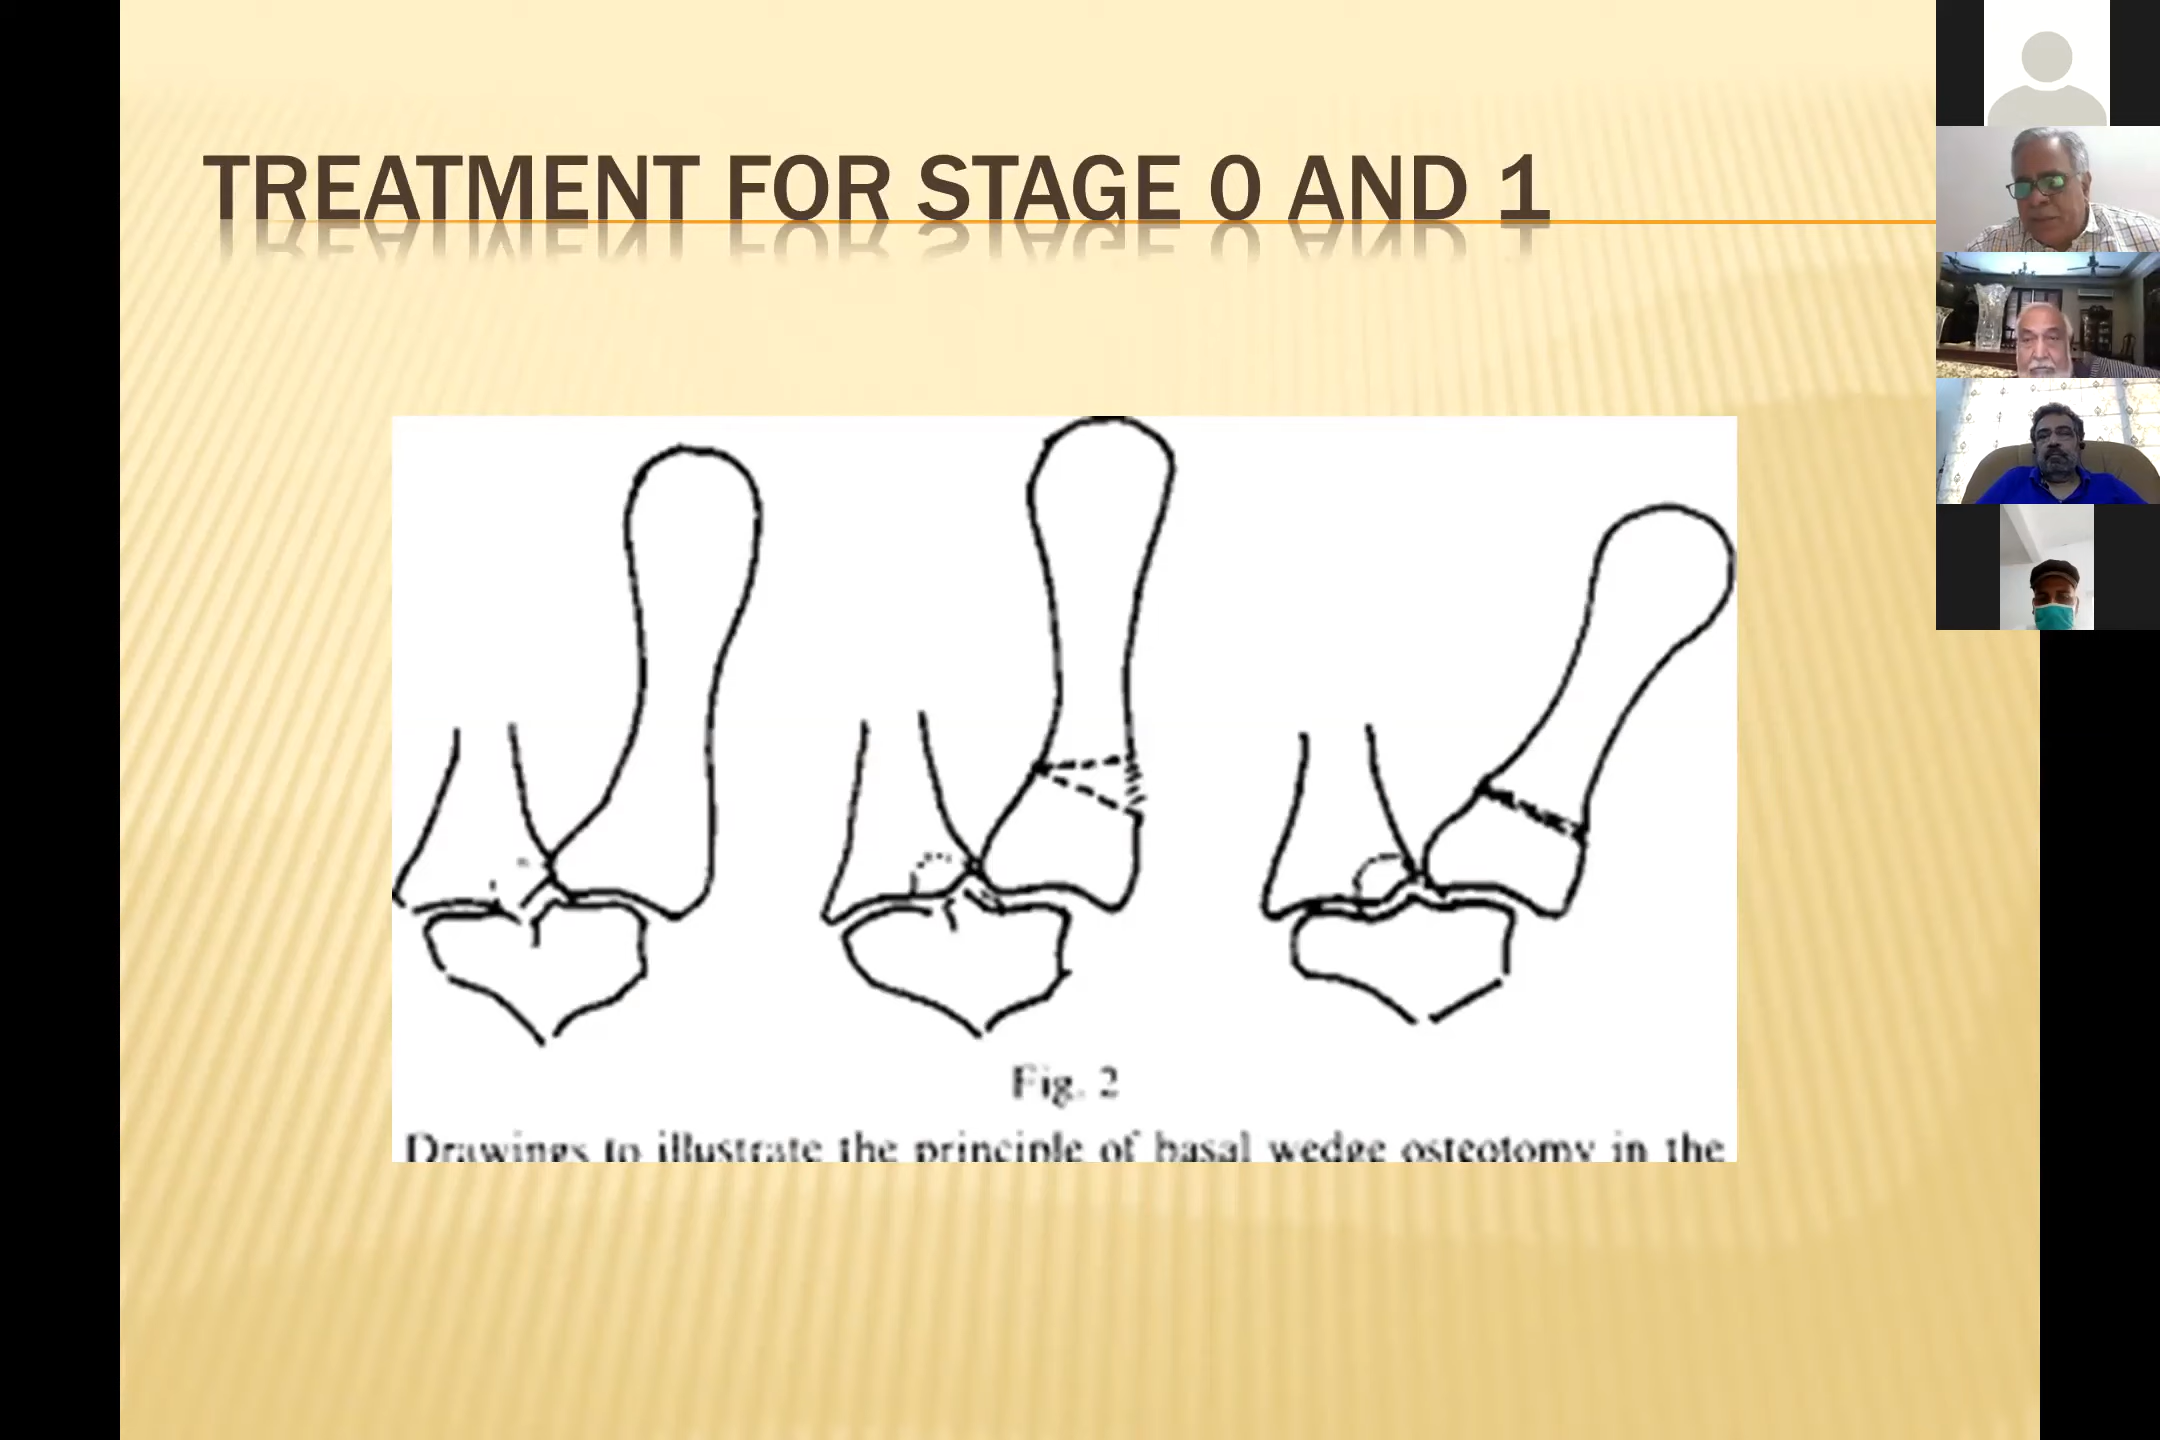 TREATMENT FOR STAGE 0 AND 1
Fig. 2
Drawings to illustrate the principle of basal wedge osteotomy in the